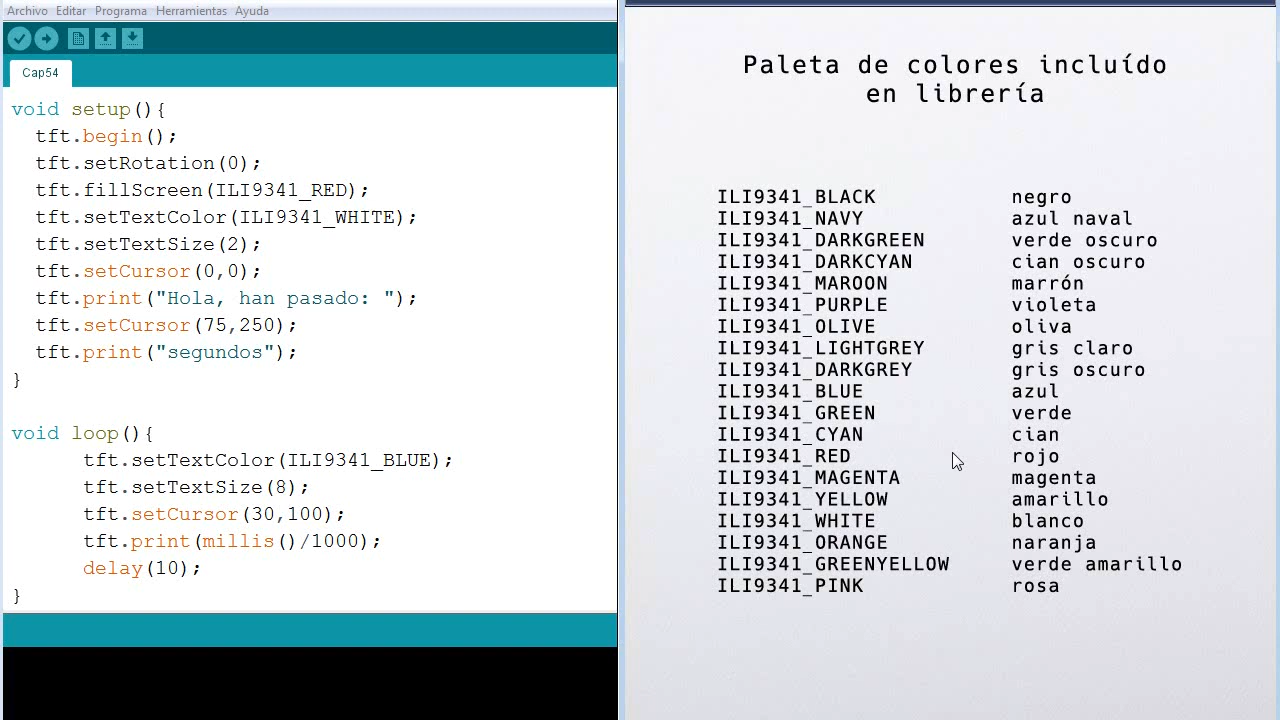 Archivo Editar Programa Herramientas Ayuda
Cap54
void setup(){
tft.begin();
tft.setRotation(0);
tft.fillScreen(ILI9341_RED);
tft.setTextColor(ILI9341_WHITE);
tft.setTextSize(2);
tft.setCursor(0,0);
tft.print("Hola, han pasado: ");
tft.setCursor(75,250);
tft.print("segundos");
}
void loop(){
tft.setTextColor(ILI9341_BLUE);
tft.setTextSize(8);
tft.setCursor(30,100);
tft.print(millis()/1000);
delay(10);
}
Paleta de colores incluído
en librería
ILI9341_BLACK negro
ILI9341_NAVY azul naval
ILI9341_DARKGREEN verde oscuro
ILI9341_DARKCYAN cian oscuro
ILI9341_MAROON marrón
ILI9341_PURPLE violeta
ILI9341_OLIVE oliva
ILI9341_LIGHTGREY gris claro
ILI9341_DARKGREY gris oscuro
ILI9341_BLUE azul
ILI9341_GREEN verde
ILI9341_CYAN cian
ILI9341_RED rojo
ILI9341_MAGENTA magenta
ILI9341_YELLOW amarillo
ILI9341_WHITE blanco
ILI9341_ORANGE naranja
ILI9341_GREENYELLOW verde amarillo
ILI9341_PINK rosa